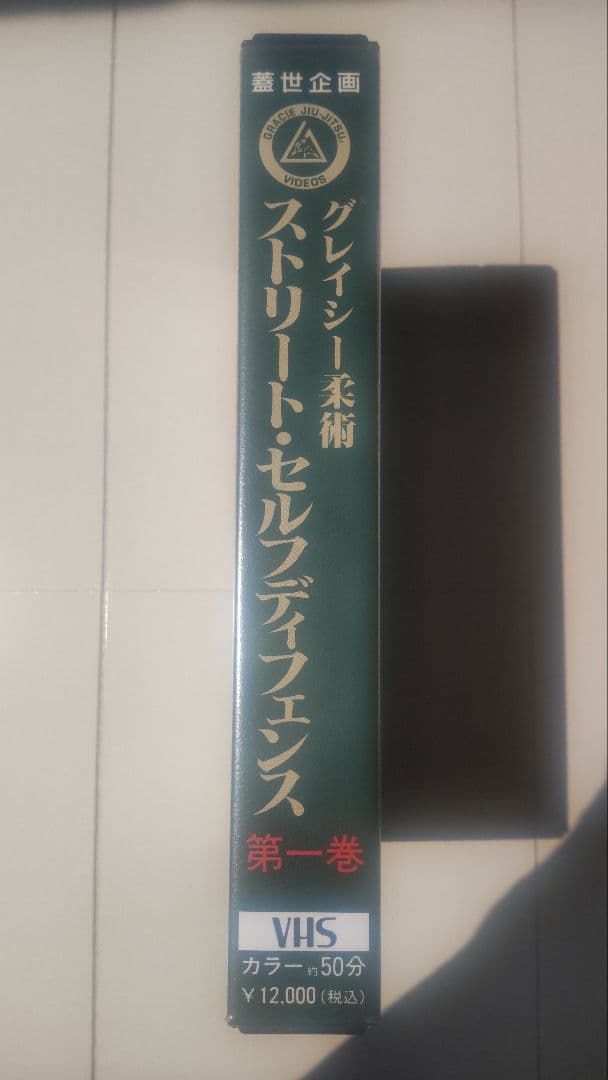 蓋世企画
GRACIE JIU-JITSU
VIDEOS
グレイシー柔術
ストリート・セルフディフェンス
第一巻
VHS
カラー 約50分
¥12,000(税込)